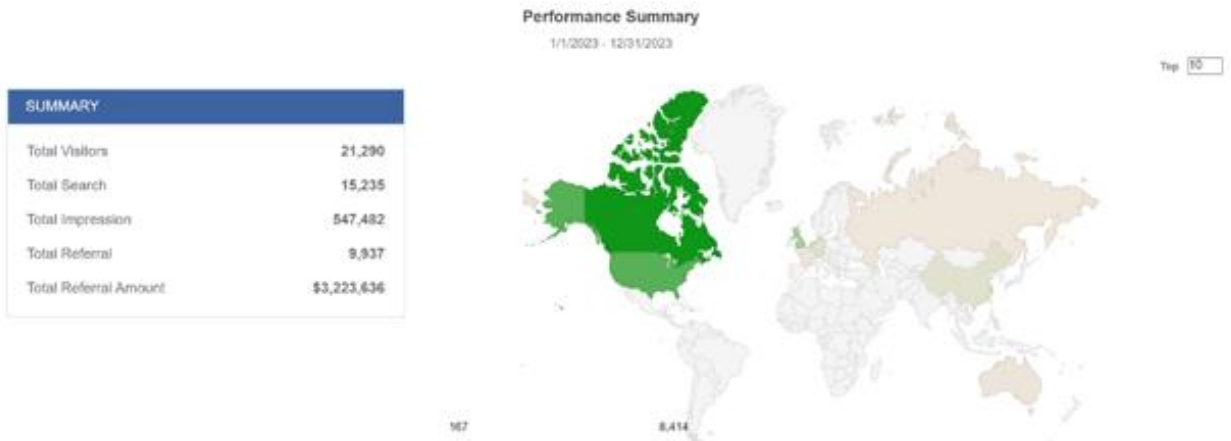 Performance Summary
1/1/2023 - 12/31/2023
Top 10
SUMMARY
Total Visitors 21,290
Total Search 15,235
Total Impression 547,482
Total Referral 9,937
Total Referral Amount $3,223,636
167 8,414